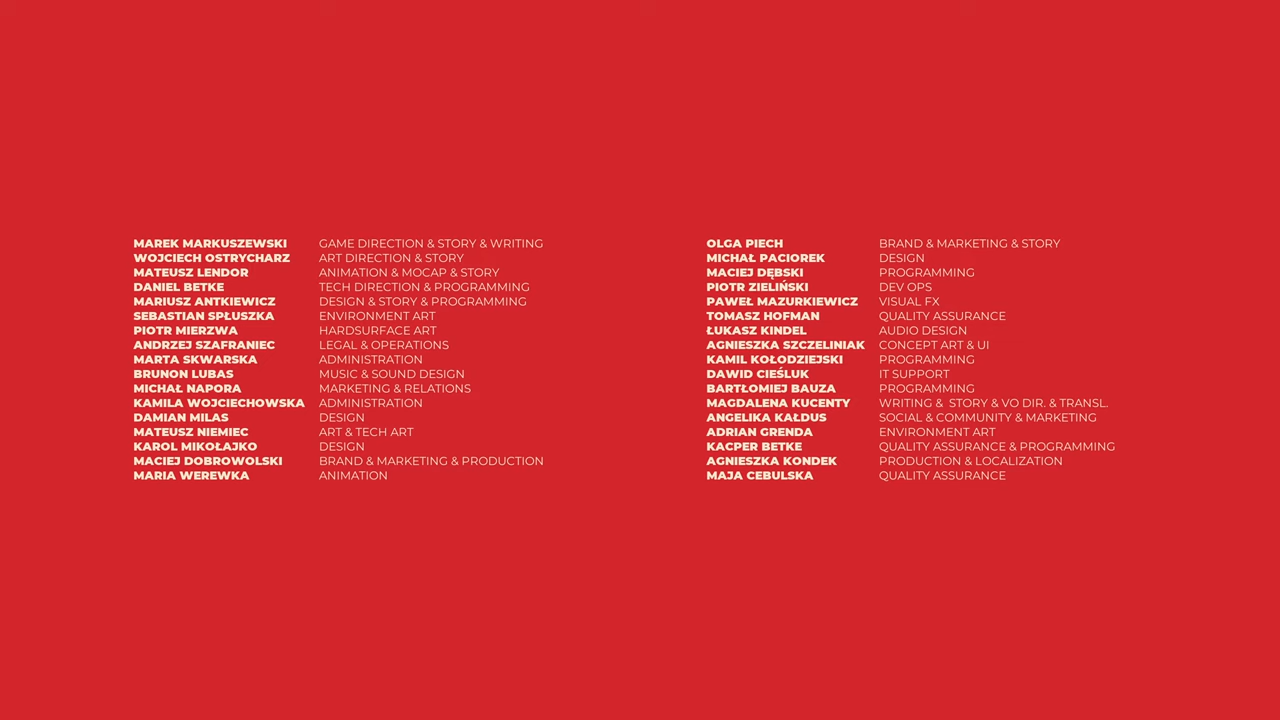 MAREK MARKUSZEWSKI GAME DIRECTION & STORY & WRITING
WOJCIECH OSTRYCHARZ ART DIRECTION & STORY
MATEUSZ LENDOR ANIMATION & MOCAP & STORY
DANIEL BETKE TECH DIRECTION & PROGRAMMING
MARIUSZ ANTKIEWICZ DESIGN & STORY & PROGRAMMING
SEBASTIAN SPŁUSZKA ENVIRONMENT ART
PIOTR MIERZWA HARDSURFACE ART
ANDRZEJ SZAFRANIEC LEGAL & OPERATIONS
MARTA SKWARSKA ADMINISTRATION
BRUNON LUBAS MUSIC & SOUND DESIGN
MICHAŁ NAPORA MARKETING & RELATIONS
KAMILA WOJCIECHOWSKA ADMINISTRATION
DAMIAN MILAS DESIGN
MATEUSZ NIEMIEC ART & TECH ART
KAROL MIKOŁAJKO DESIGN
MACIEJ DOBROWOLSKI BRAND & MARKETING & PRODUCTION
MARIA WEREWKA ANIMATION
OLGA PIECH BRAND & MARKETING & STORY
MICHAŁ PACIOREK DESIGN
MACIEJ DĘBSKI PROGRAMMING
PIOTR ZIELIŃSKI DEV OPS
PAWEŁ MAZURKIEWICZ VISUAL FX
TOMASZ HOFMAN QUALITY ASSURANCE
ŁUKASZ KINDEL AUDIO DESIGN
AGNIESZKA SZCZELINIAK CONCEPT ART & UI
KAMIL KOŁODZIEJSKI PROGRAMMING
DAWID CIEŚLUK IT SUPPORT
BARTŁOMIEJ BAUZA PROGRAMMING
MAGDALENA KUCENTY WRITING & STORY & VO DIR. & TRANSL.
ANGELIKA KAŁDUS SOCIAL & COMMUNITY & MARKETING
ADRIAN GRENDA ENVIRONMENT ART
KACPER BETKE QUALITY ASSURANCE & PROGRAMMING
AGNIESZKA KONDEK PRODUCTION & LOCALIZATION
MAJA CEBULSKA QUALITY ASSURANCE